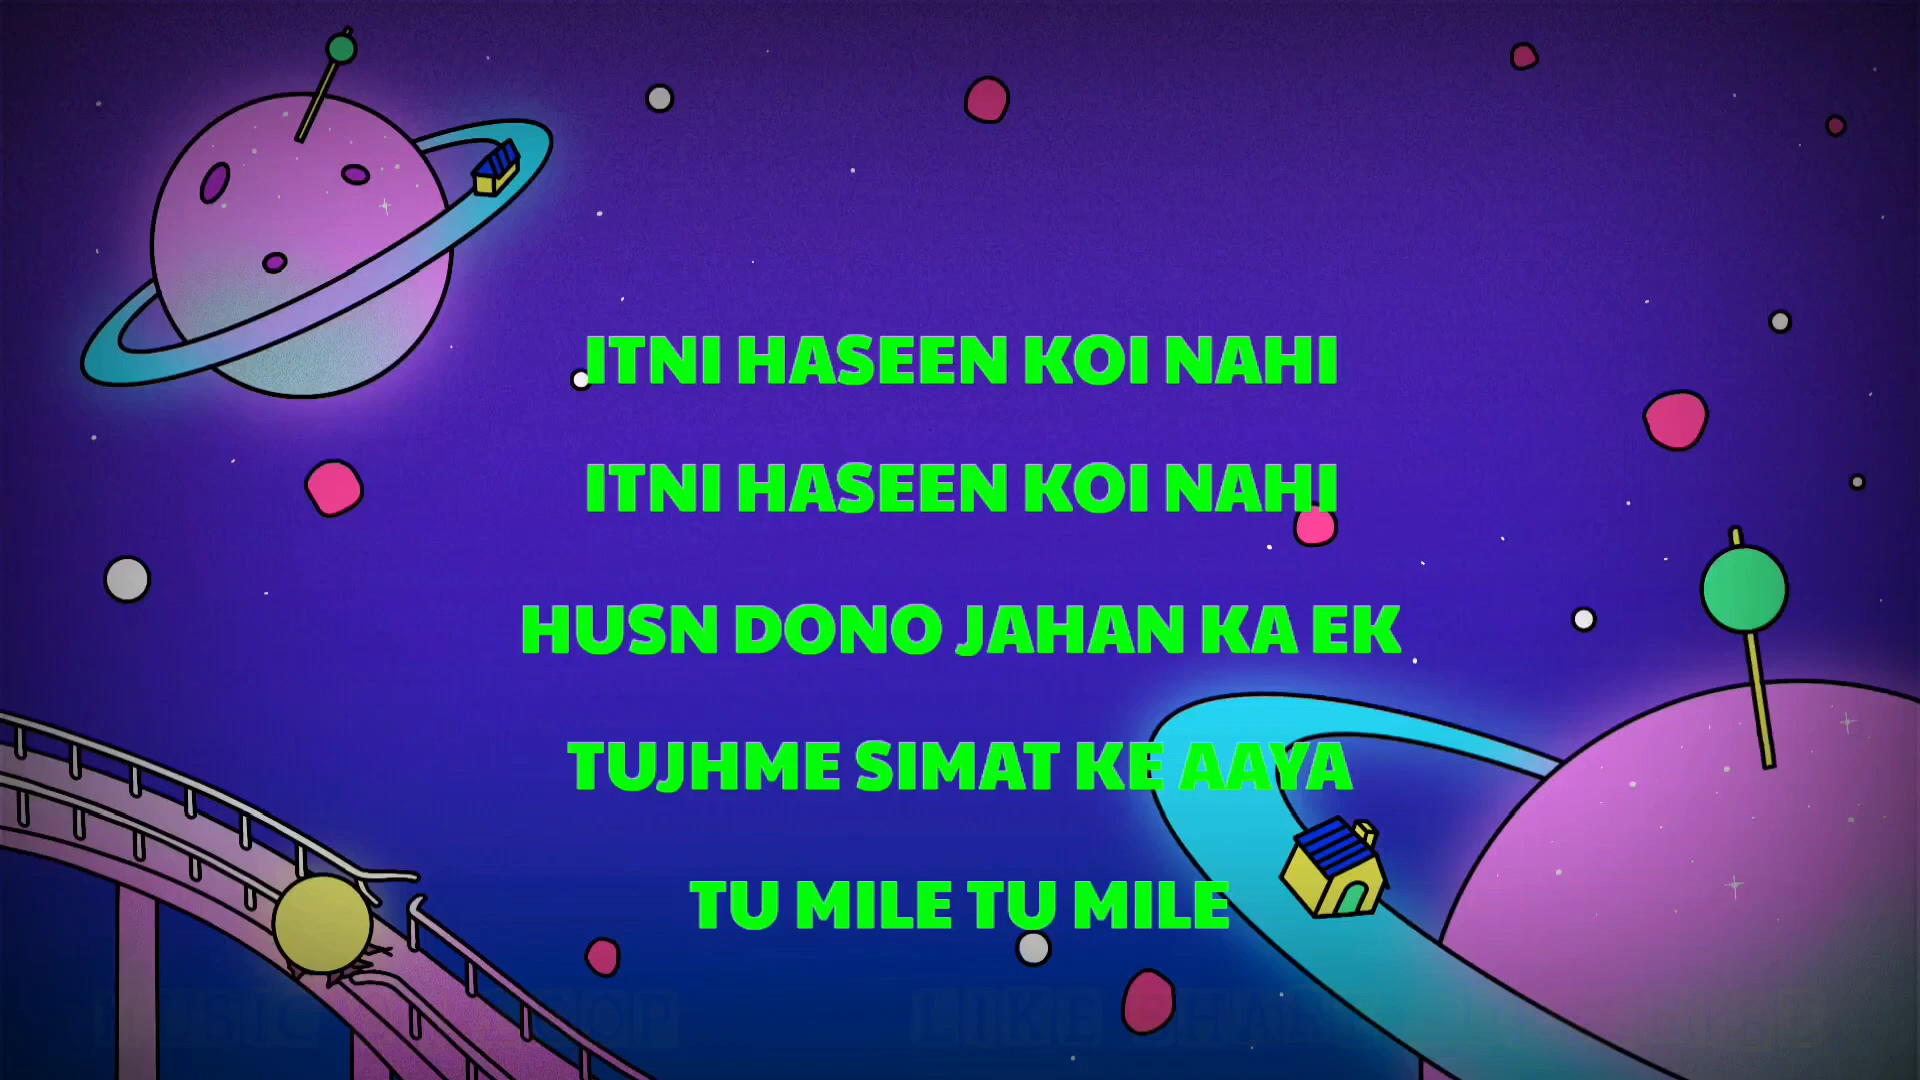 ITNI HASEEN KOI NAHI
ITNI HASEEN KOI NAHI
HUSN DONO JAHAN KA EK
TUJHME SIMAT KE AAYA
TU MILE TU MILE
LIKE